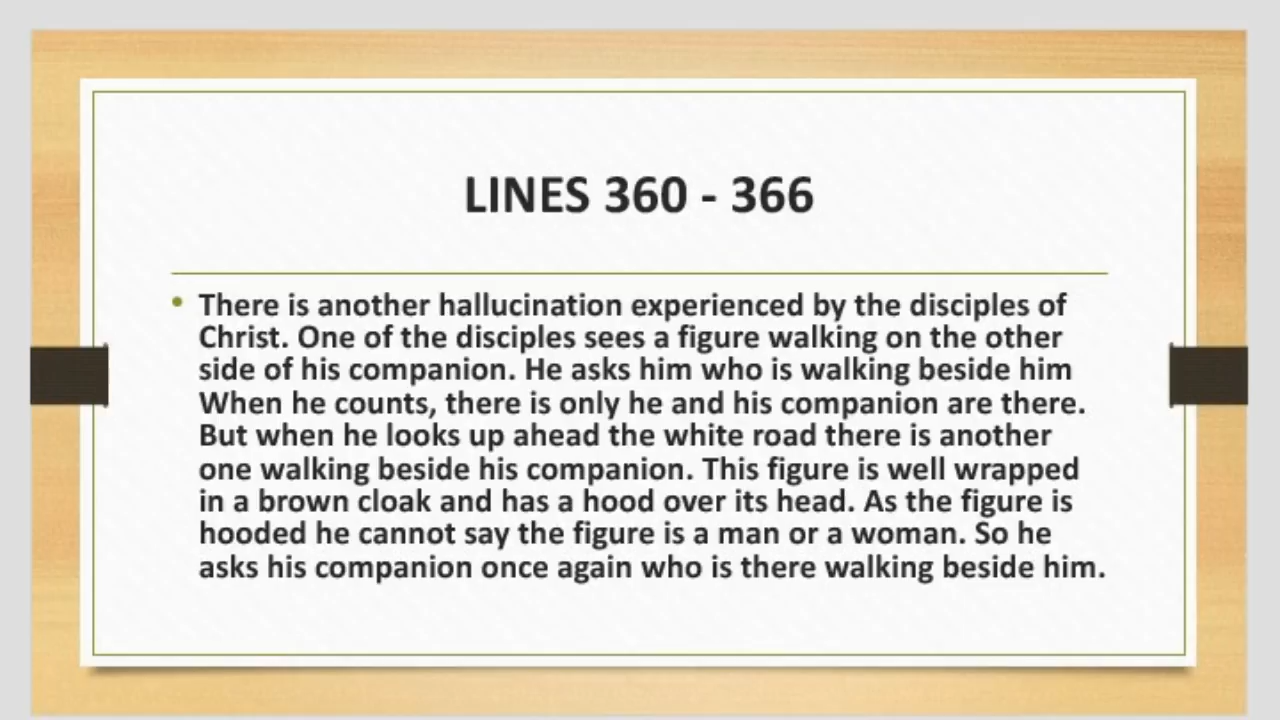 LINES 360 - 366
• There is another hallucination experienced by the disciples of
Christ. One of the disciples sees a figure walking on the other
side of his companion. He asks him who is walking beside him
When he counts, there is only he and his companion are there.
But when he looks up ahead the white road there is another
one walking beside his companion. This figure is well wrapped
in a brown cloak and has a hood over its head. As the figure is
hooded he cannot say the figure is a man or a woman. So he
asks his companion once again who is there walking beside him.